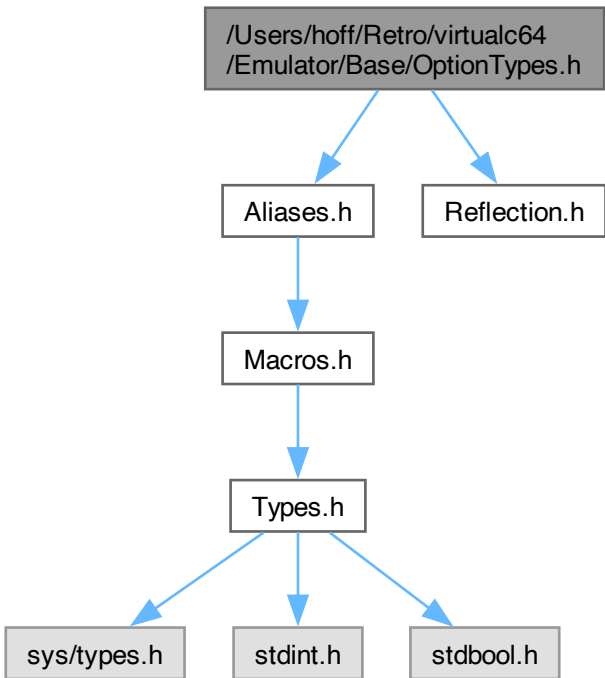 /Users/hoff/Retro/virtualc64
/Emulator/Base/OptionTypes.h
Aliases.h
Reflection.h
Macros.h
Types.h
sys/types.h
stdint.h
stdbool.h